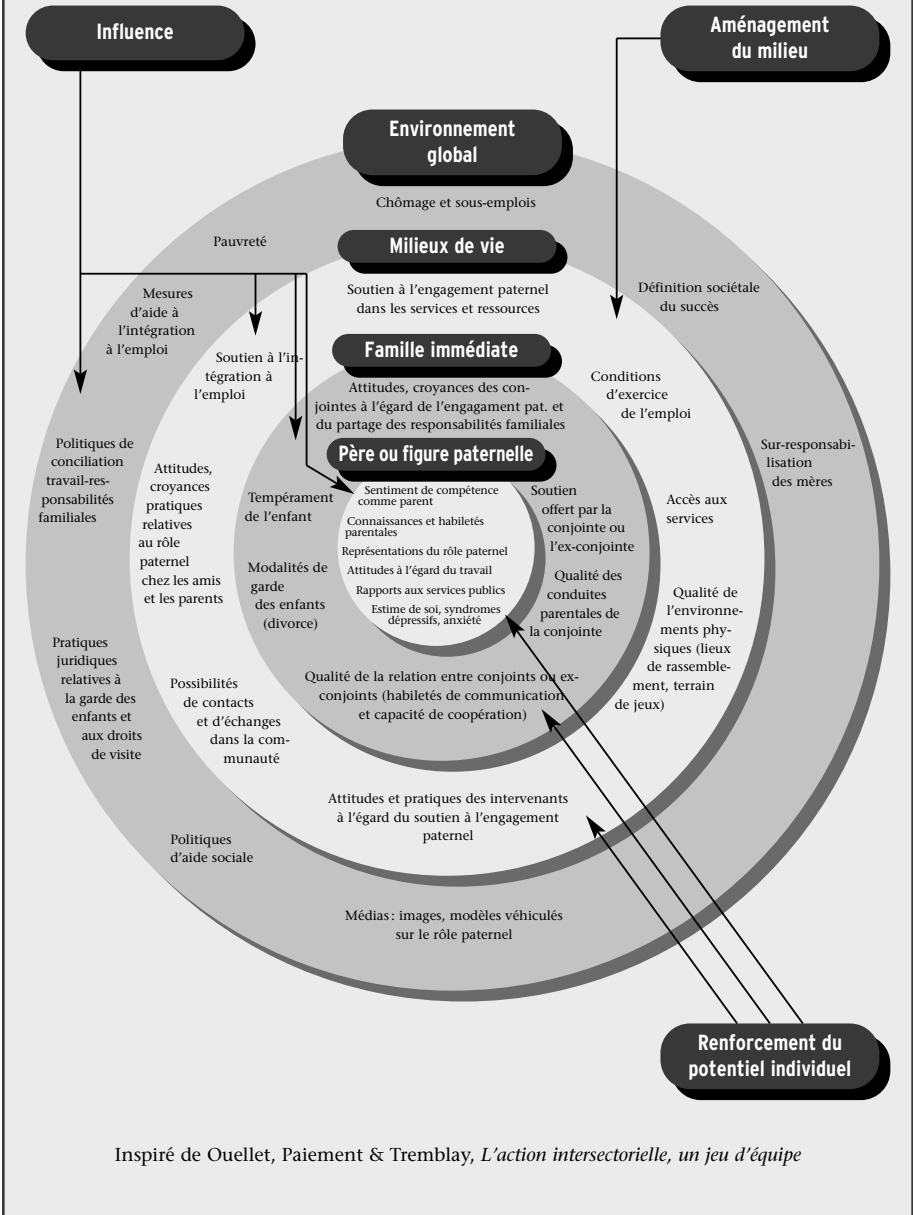 Influence
Aménagement
du milieu
Environnement
global
Chômage et sous-emplois
Pauvreté
Milieux de vie
Mesures
d'aide à
l'intégration
à l'emploi
Soutien à l'engagement paternel
dans les services et ressources
Définition sociétale
du succès
Famille immédiate
Soutien à l'in-
tégration à
l'emploi
Attitudes, croyances des con-
jointes à l'égard de l'engagament pat. et
du partage des responsabilités familiales
Conditions
d'exercice
de l'emploi
Politiques de
conciliation
travail-res-
ponsabilités
familiales
Attitudes,
croyances
pratiques
relatives
au rôle
paternel
chez les amis
et les parents
Père ou figure paternelle
Tempérament
de l'enfant
Sentiment de compétence
comme parent
Connaissances et habiletés
parentales
Représentations du rôle paternel
Attitudes à l'égard du travail
Rapports aux services publics
Estime de soi, syndromes
dépressifs, anxiété
Soutien
offert par la
conjointe ou
l'ex-conjointe
Accès aux
services
Sur-responsabi-
lisation
des mères
Modalités de
garde
des enfants
(divorce)
Qualité des
conduites
parentales de
la conjointe
Qualité de
l'environne-
ments phy-
siques (lieux
de rassemble-
ment, terrain
de jeux)
Pratiques
juridiques
relatives à
la garde des
enfants et
aux droits
de visite
Possibilités
de contacts
et d'échanges
dans la com-
munauté
Qualité de la relation entre conjoints ou ex-
conjoints (habiletés de communication
et capacité de coopération)
Attitudes et pratiques des intervenants
à l'égard du soutien à l'engagement
paternel
Politiques
d'aide sociale
Médias : images, modèles véhiculés
sur le rôle paternel
Renforcement du
potentiel individuel
Inspiré de Ouellet, Paiement & Tremblay, L'action intersectorielle, un jeu d'équipe